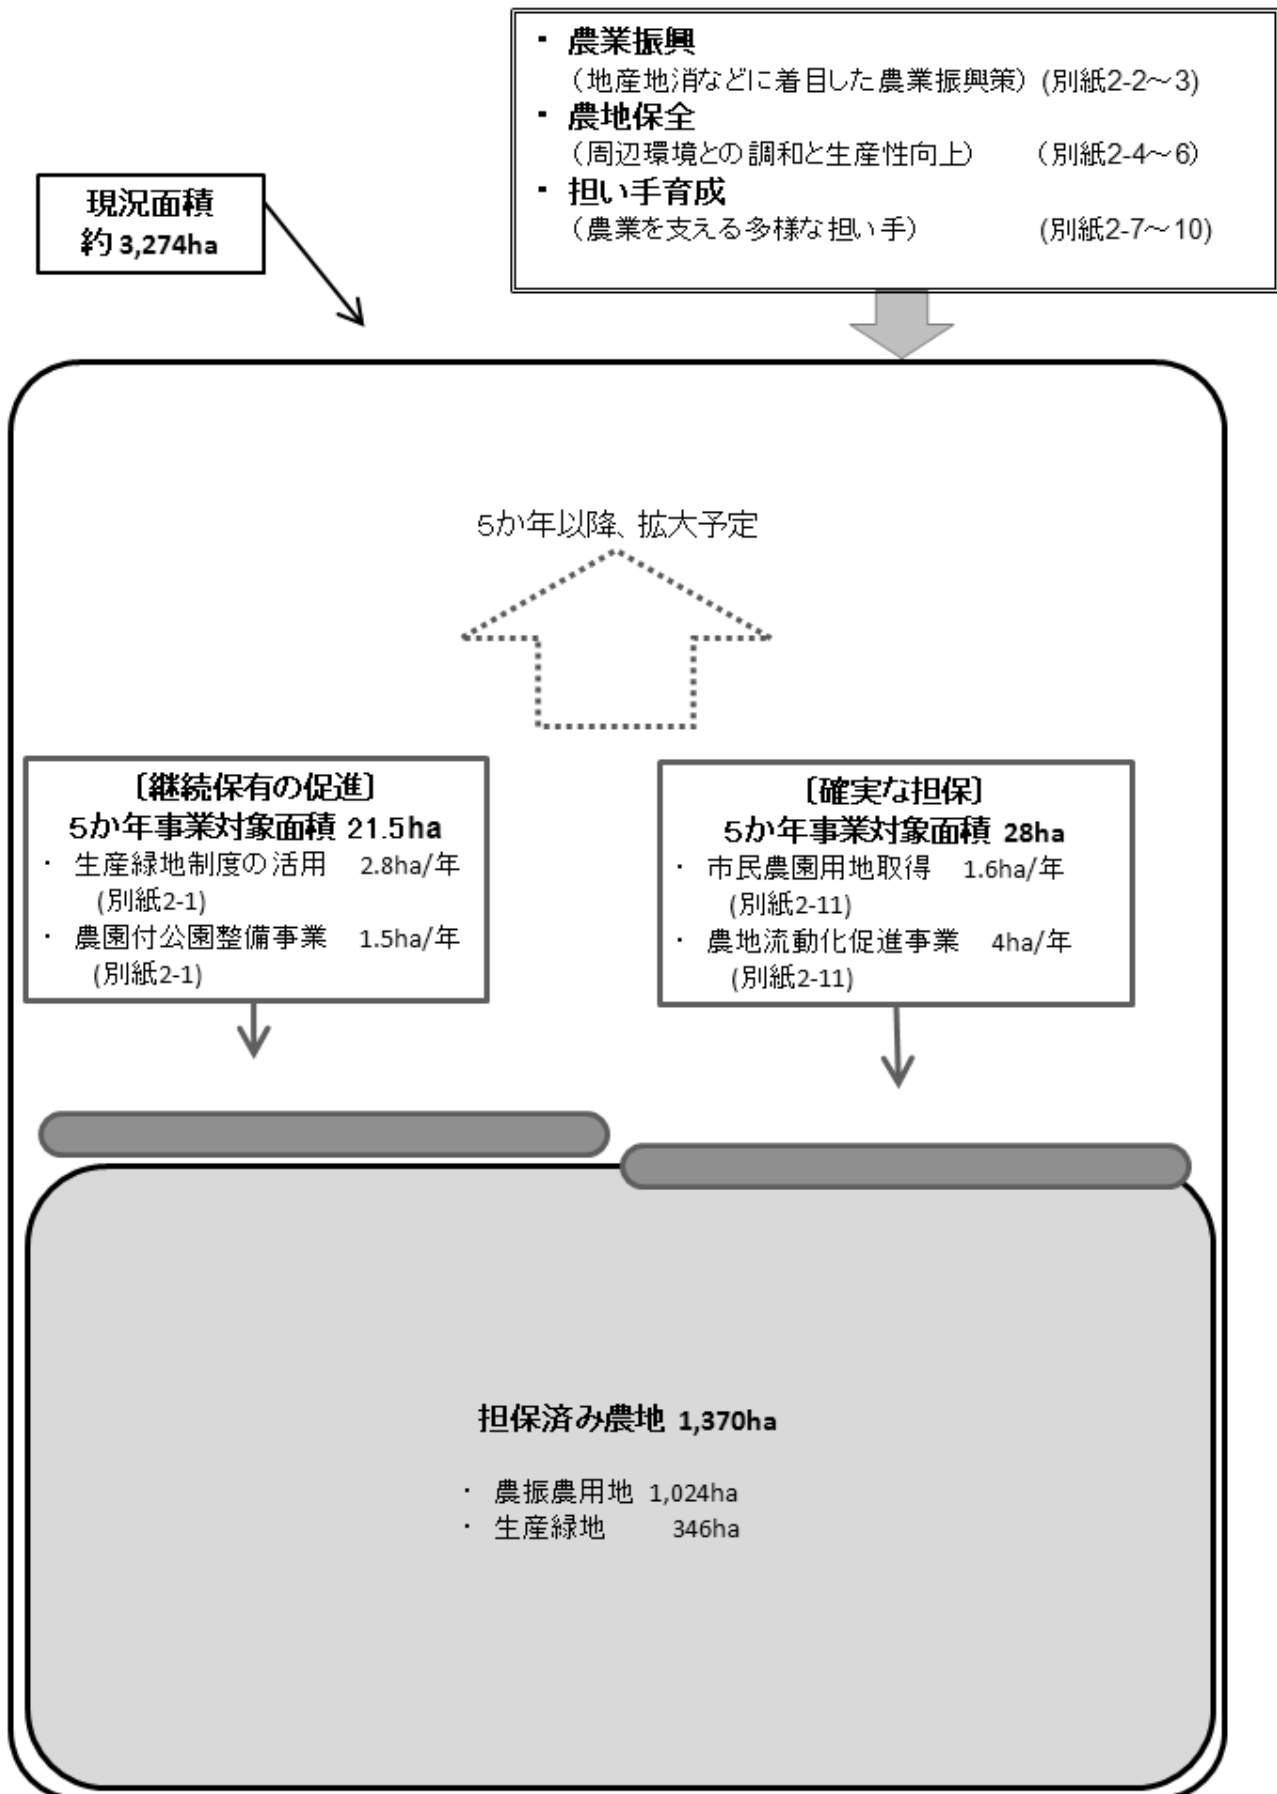 ・ 農業振興
（地産地消などに着目した農業振興策） (別紙2-2～3)
・ 農地保全
（周辺環境との調和と生産性向上） （別紙2-4～6)
・ 担い手育成
（農業を支える多様な担い手） (別紙2-7～10)
現況面積
約 3,274ha
5か年以降、拡大予定
〔継続保有の促進〕
5か年事業対象面積 21.5ha
・ 生産緑地制度の活用 2.8ha/年
(別紙2-1)
・ 農園付公園整備事業 1.5ha/年
(別紙2-1)
〔確実な担保〕
5か年事業対象面積 28ha
・ 市民農園用地取得 1.6ha/年
(別紙2-11)
・ 農地流動化促進事業 4ha/年
(別紙2-11)
担保済み農地 1,370ha
・ 農振農用地 1,024ha
・ 生産緑地 346ha